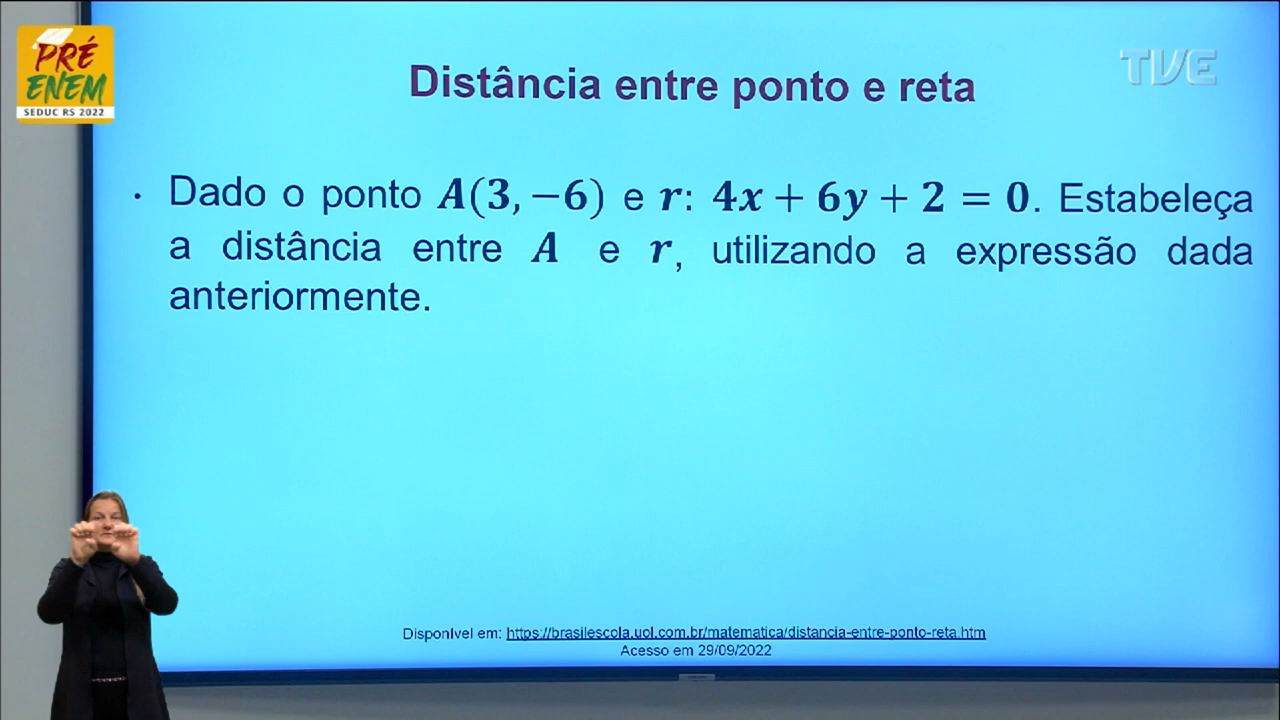 PRÉ
ENEM
SEDUC RS 2022
TVE
Distância entre ponto e reta
• Dado o ponto A(3, −6) e r: 4x + 6y + 2 = 0. Estabeleça
a distância entre A e r, utilizando a expressão dada
anteriormente.
Disponível em: https://brasilescola.uol.com.br/matematica/distancia-entre-ponto-reta.htm
Acesso em 29/09/2022